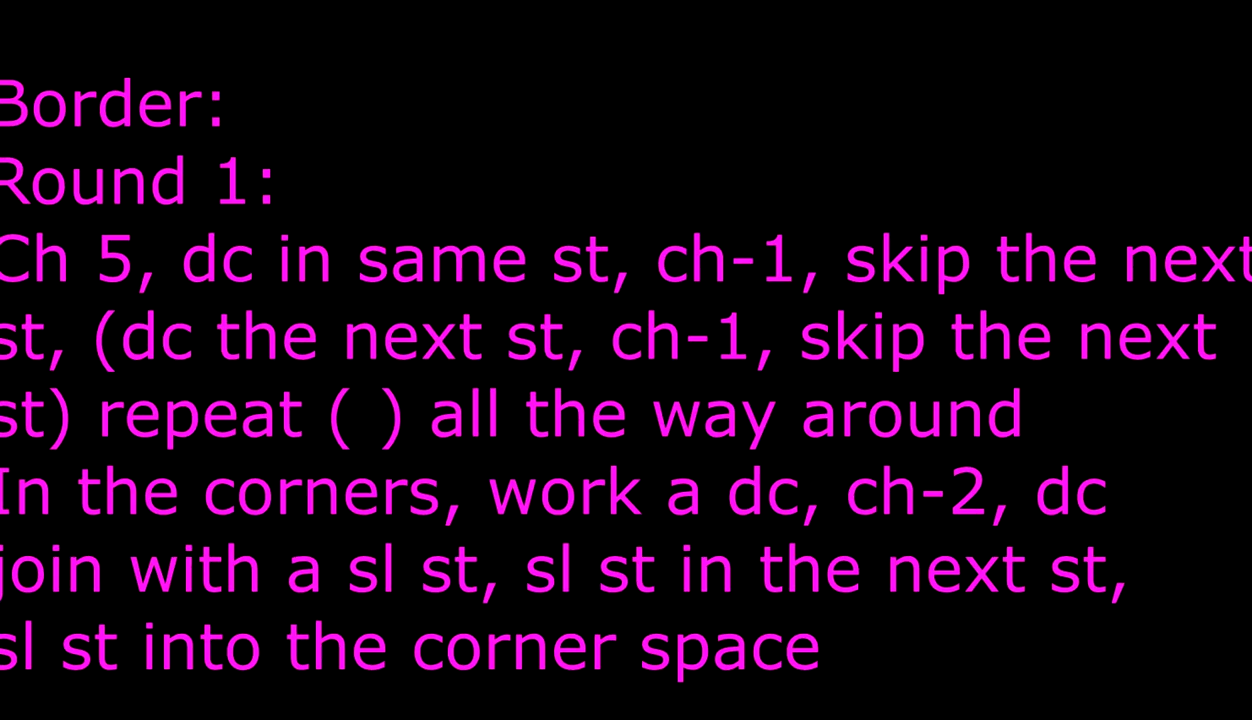 Border:
Round 1:
Ch 5, dc in same st, ch-1, skip the next
st, (dc the next st, ch-1, skip the next
st) repeat ( ) all the way around
In the corners, work a dc, ch-2, dc
join with a sl st, sl st in the next st,
sl st into the corner space